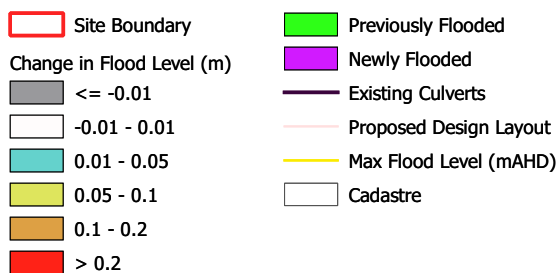 Site Boundary
Change in Flood Level (m)
<= -0.01
-0.01 - 0.01
0.01 - 0.05
0.05 - 0.1
0.1 - 0.2
> 0.2
Previously Flooded
Newly Flooded
Existing Culverts
Proposed Design Layout
Max Flood Level (mAHD)
Cadastre